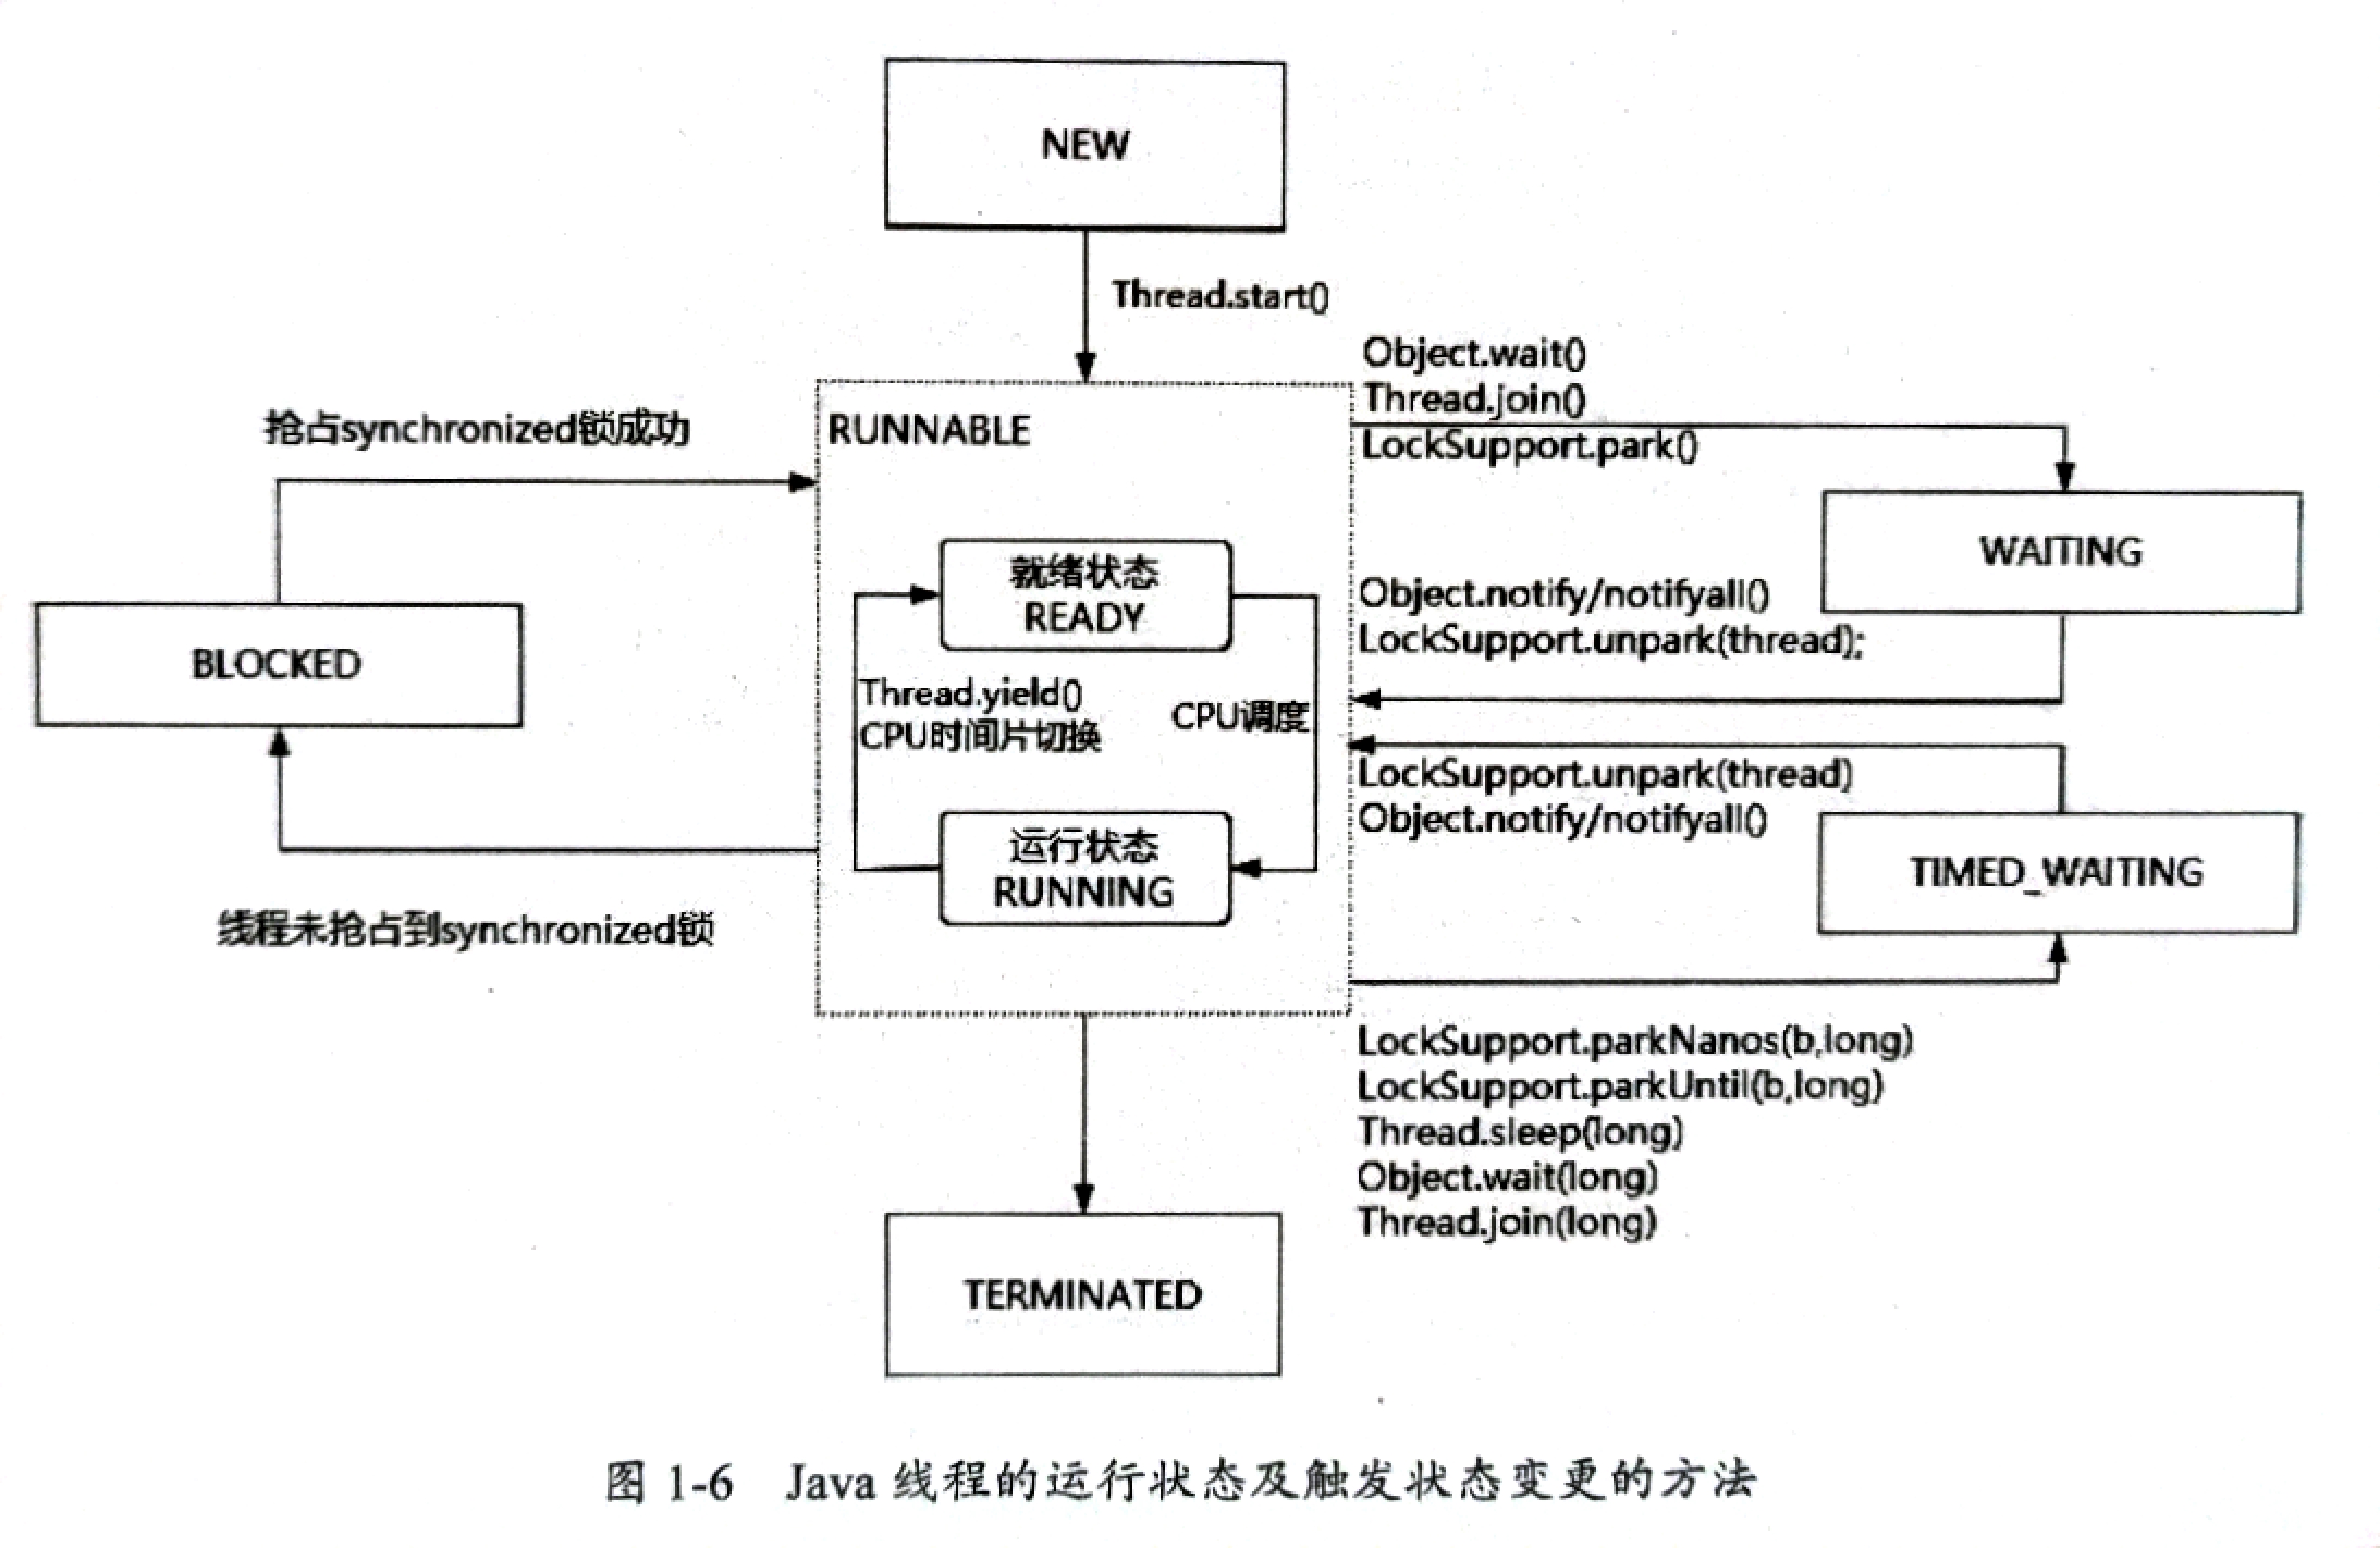 NEW
Thread.start()
Object.wait()
Thread.join()
LockSupport.park()
抢占synchronized锁成功
RUNNABLE
WAITING
就绪状态
READY
Object.notify/notifyall()
LockSupport.unpark(thread);
BLOCKED
Thread.yield()
CPU时间片切换
CPU调度
LockSupport.unpark(thread)
Object.notify/notifyall()
运行状态
RUNNING
TIMED_WAITING
线程未抢占到synchronized锁
LockSupport.parkNanos(b,long)
LockSupport.parkUntil(b,long)
Thread.sleep(long)
Object.wait(long)
Thread.join(long)
TERMINATED
图 1-6 Java 线程的运行状态及触发状态变更的方法